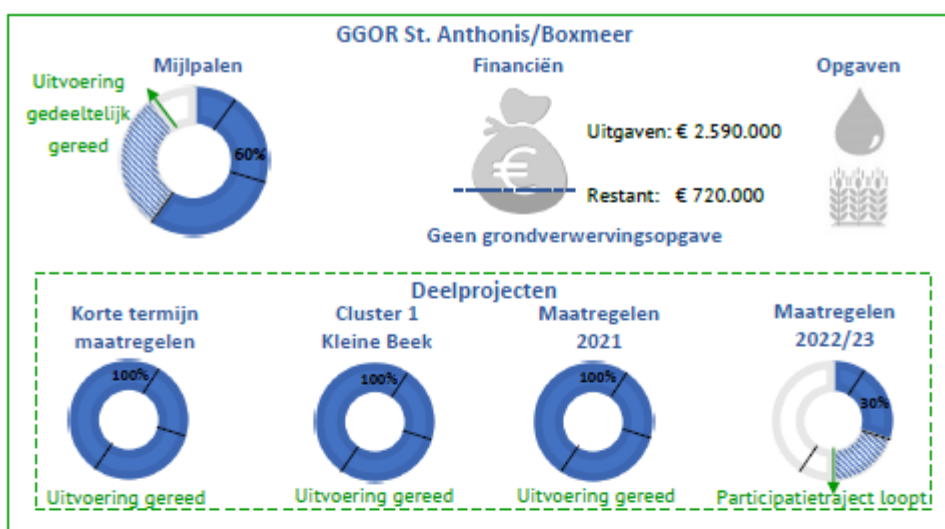 GGOR St. Anthonis/Boxmeer
Mijlpalen
Financiën
Opgaven
Uitvoering
gedeeltelijk
gereed
60%
€
Uitgaven: € 2.590.000
Restant: € 720.000
Geen grondverwervingsopgave
Deelprojecten
Korte termijn
maatregelen
Cluster 1
Kleine Beek
Maatregelen
2021
Maatregelen
2022/23
100%
100%
100%
30%
Uitvoering gereed
Uitvoering gereed
Uitvoering gereed
Participatietraject loopt